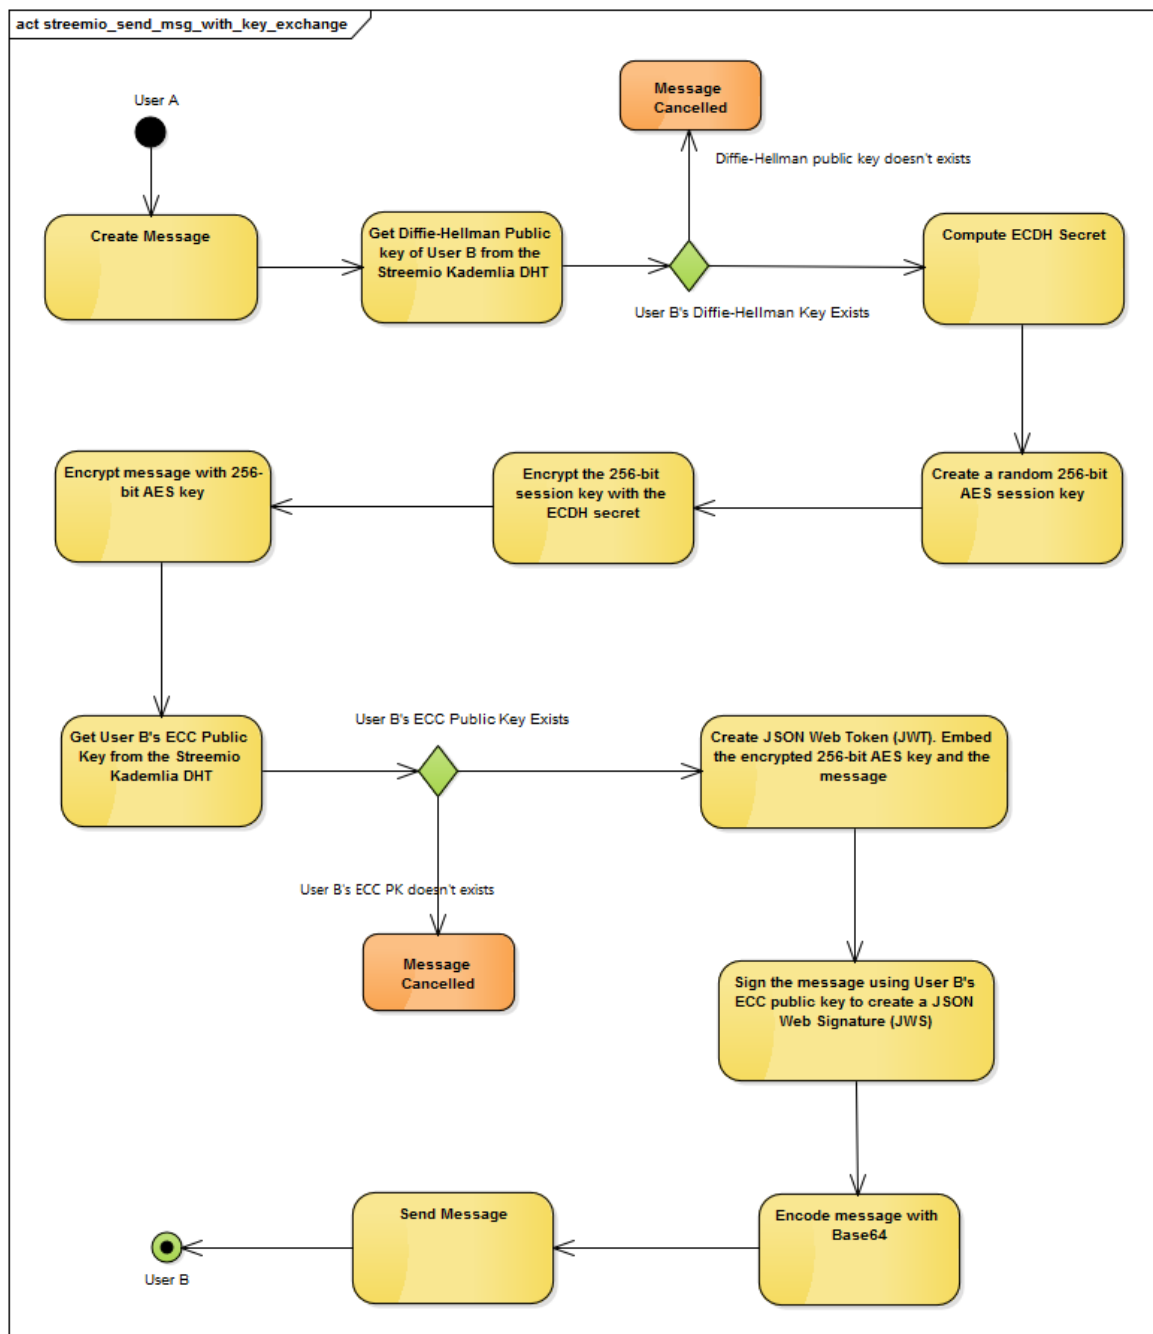 act streemio_send_msg_with_key_exchange
User A
Message
Cancelled
Diffie-Hellman public key doesn't exists
Create Message
Get Diffie-Hellman Public
key of User B from the
Streemio Kademlia DHT
User B's Diffie-Hellman Key Exists
Compute ECDH Secret
Encrypt message with 256-
bit AES key
Encrypt the 256-bit
session key with the
ECDH secret
Create a random 256-bit
AES session key
Get User B's ECC Public
Key from the Streemio
Kademlia DHT
User B's ECC Public Key Exists
Create JSON Web Token (JWT). Embed
the encrypted 256-bit AES key and the
message
User B's ECC PK doesn't exists
Message
Cancelled
Sign the message using User B's
ECC public key to create a JSON
Web Signature (JWS)
Encode message with
Base64
Send Message
User B